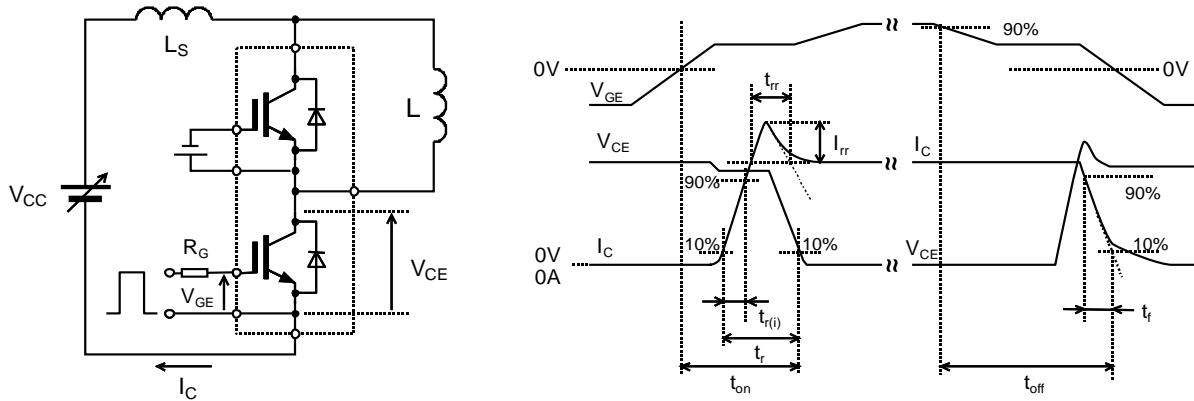 L_S
L
V_CC
R_G
V_GE
V_CE
I_C
0V
V_GE
90%
0V
t_rr
V_CE
I_rr
I_C
90%
90%
10%
10%
10%
0V
0A
I_C
V_CE
t_r(i)
t_f
t_r
t_on
t_off